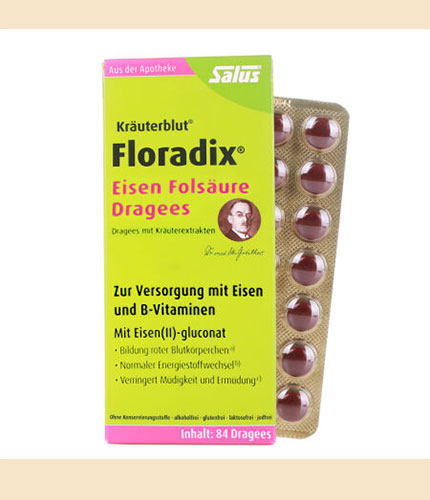 Aus der Apotheke
Salus®
Kräuterblut®
Floradix®
Eisen Folsäure
Dragees
Dragees mit Kräuterextrakten
Zur Versorgung mit Eisen
und B-Vitaminen
Mit Eisen(II)-gluconat
• Bildung roter Blutkörperchen a)
• Normaler Energiestoffwechsel b)
• Verringert Müdigkeit und Ermüdung c)
Ohne Konservierungsstoffe - alkoholfrei - glutenfrei - laktosefrei - jodfrei
Inhalt: 84 Dragees